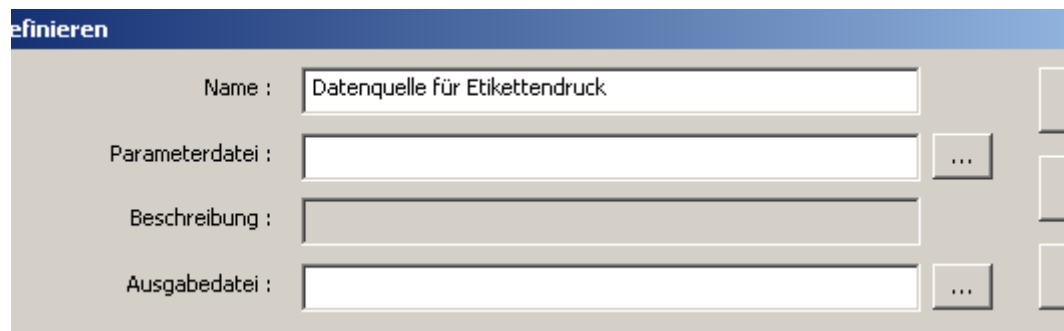 efinieren
Name : Datenquelle für Etikettendruck
Parameterdatei : ...
Beschreibung :
Ausgabedatei : ...